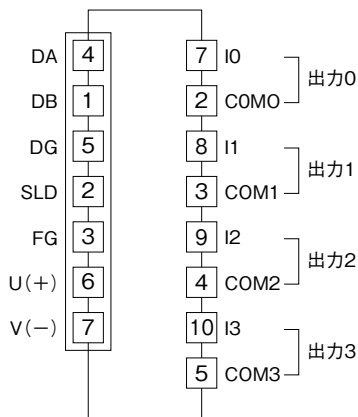 DA 4 7 I0
出力0
DB 1 2 C0M0
DG 5 8 I1
出力1
SLD 2 3 COM1
FG 3 9 I2
出力2
U(+) 6 4 COM2
V(−) 7 10 I3
出力3
5 COM3